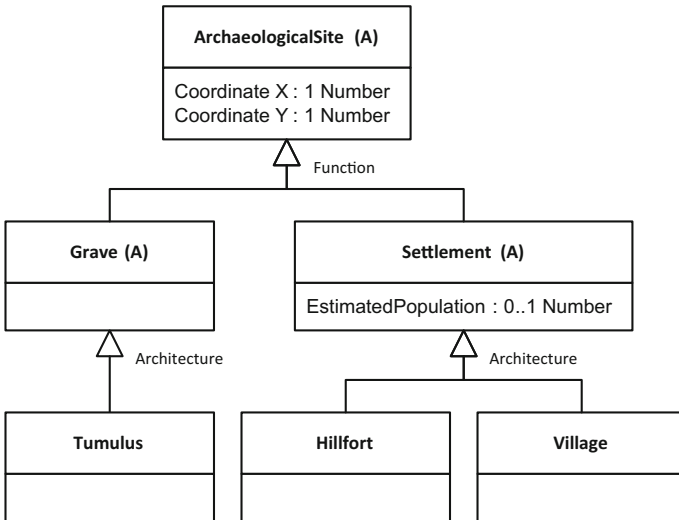 ArchaeologicalSite (A)
Coordinate X : 1 Number
Coordinate Y : 1 Number
Function
Grave (A)
Settlement (A)
EstimatedPopulation : 0..1 Number
Architecture
Architecture
Tumulus
Hillfort
Village